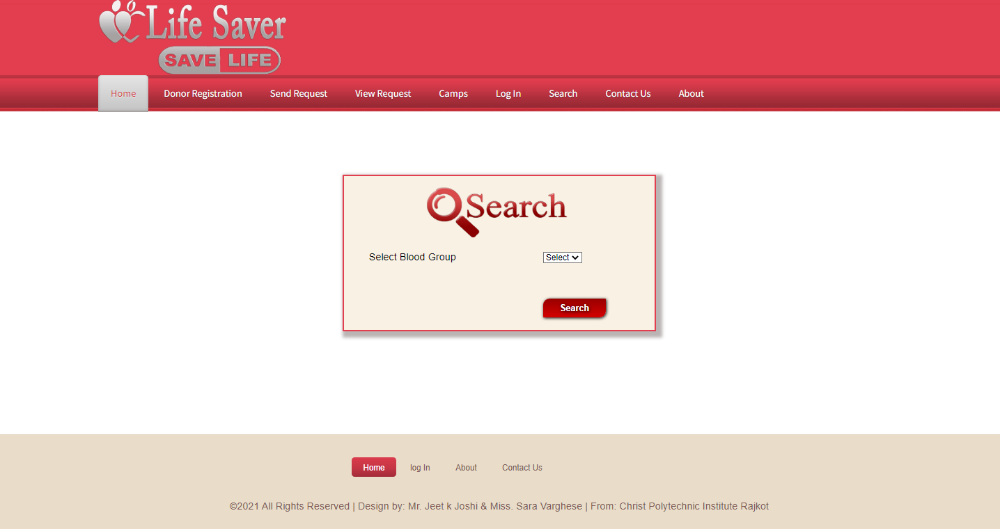 Life Saver
SAVE LIFE
Home Donor Registration Send Request View Request Camps Log In Search Contact Us About
Search
Select Blood Group Select
Search
Home log In About Contact Us
©2021 All Rights Reserved | Design by: Mr. Jeet k Joshi & Miss. Sara Varghese | From: Christ Polytechnic Institute Rajkot